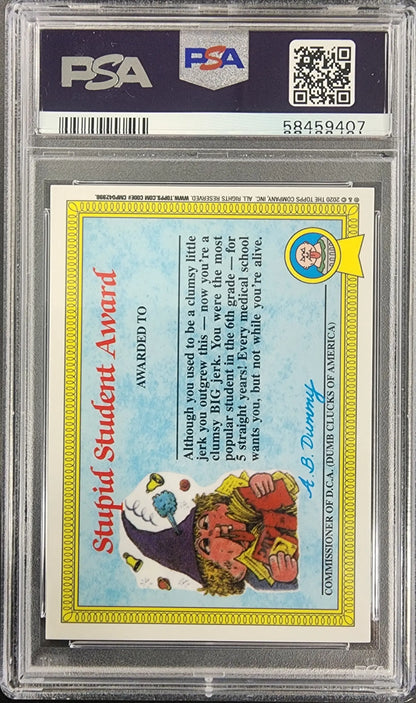 PSA
PSA
58459407
® & © 2020 THE TOPPS COMPANY, INC. ALL RIGHTS RESERVED.
WWW.TOPPS.COM. CODE# CMP042998.
Stupid Student Award
AWARDED TO
Although you used to be a clumsy little
jerk you outgrew this — now you're a
clumsy BIG jerk. You were the most
popular student in the 6th grade — for
5 straight years! Every medical school
wants you, but not while you're alive.
A.B. Dummy
COMMISSIONER OF D.C.A. (DUMB CLUCKS OF AMERICA)